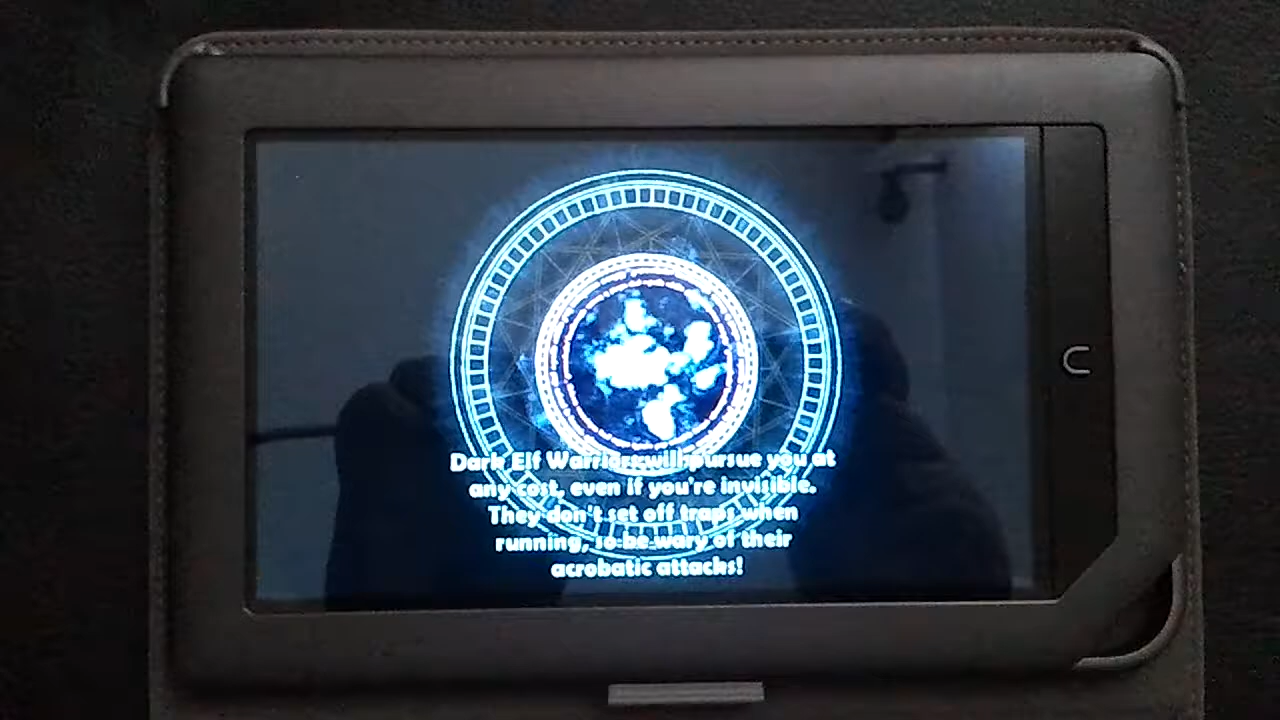 Dark Elf Warriors will pursue you at
any cost, even if you're invisible.
They don't set off traps when
running, so be wary of their
acrobatic attacks!